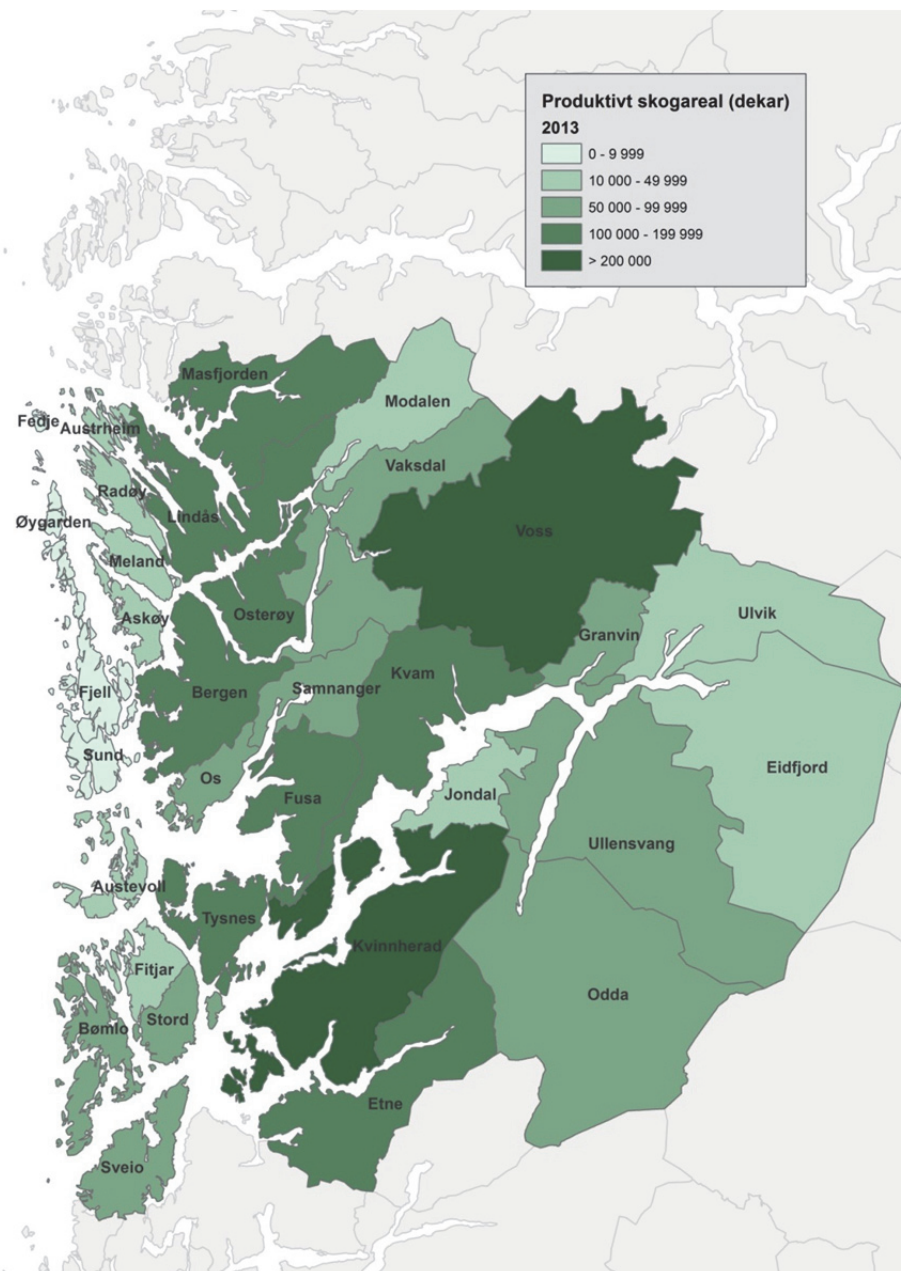 Produktivt skogareal (dekar)
2013
0 - 9 999
10 000 - 49 999
50 000 - 99 999
100 000 - 199 999
> 200 000
Masfjorden
Modalen
Fedje
Austrheim
Vaksdal
Radøy
Lindås
Øygarden
Voss
Meland
Askøy
Osterøy
Ulvik
Granvin
Kvam
Samnanger
Bergen
Fjell
Sund
Os
Eidfjord
Jondal
Fusa
Ullensvang
Austevoll
Tysnes
Kvinnherad
Fitjar
Odda
Stord
Bømlo
Etne
Sveio